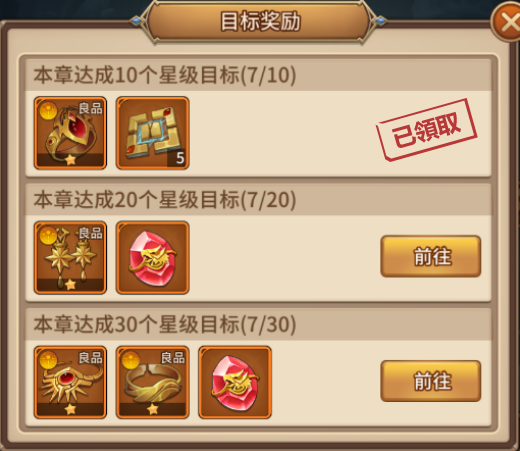 目标奖励
本章达成10个星级目标(7/10)
良品
5
已領取
本章达成20个星级目标(7/20)
良品
前往
本章达成30个星级目标(7/30)
良品
良品
前往